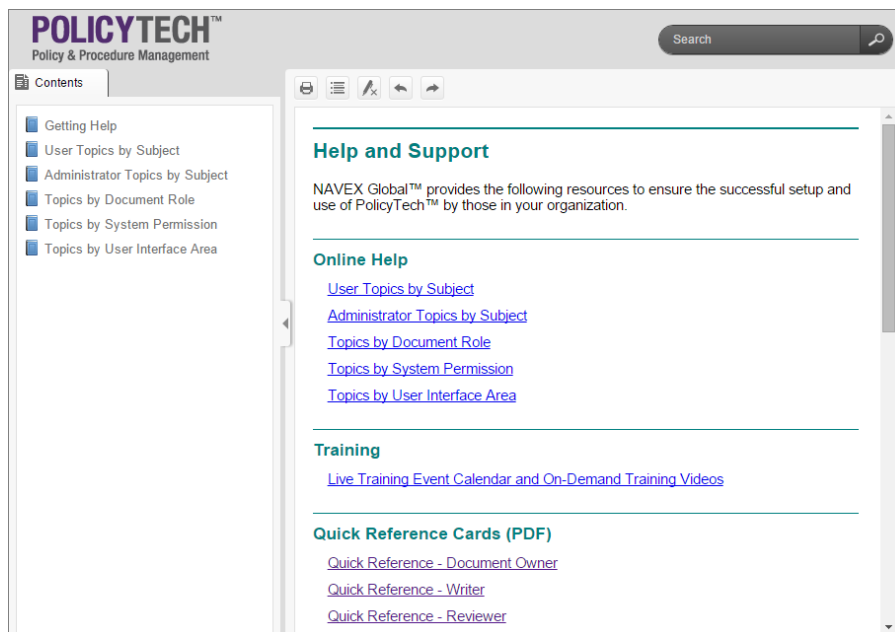 POLICYTECH™
Policy & Procedure Management
Search
Contents
Getting Help
User Topics by Subject
Administrator Topics by Subject
Topics by Document Role
Topics by System Permission
Topics by User Interface Area
Help and Support
NAVEX Global™ provides the following resources to ensure the successful setup and
use of PolicyTech™ by those in your organization.
Online Help
User Topics by Subject
Administrator Topics by Subject
Topics by Document Role
Topics by System Permission
Topics by User Interface Area
Training
Live Training Event Calendar and On-Demand Training Videos
Quick Reference Cards (PDF)
Quick Reference - Document Owner
Quick Reference - Writer
Quick Reference - Reviewer